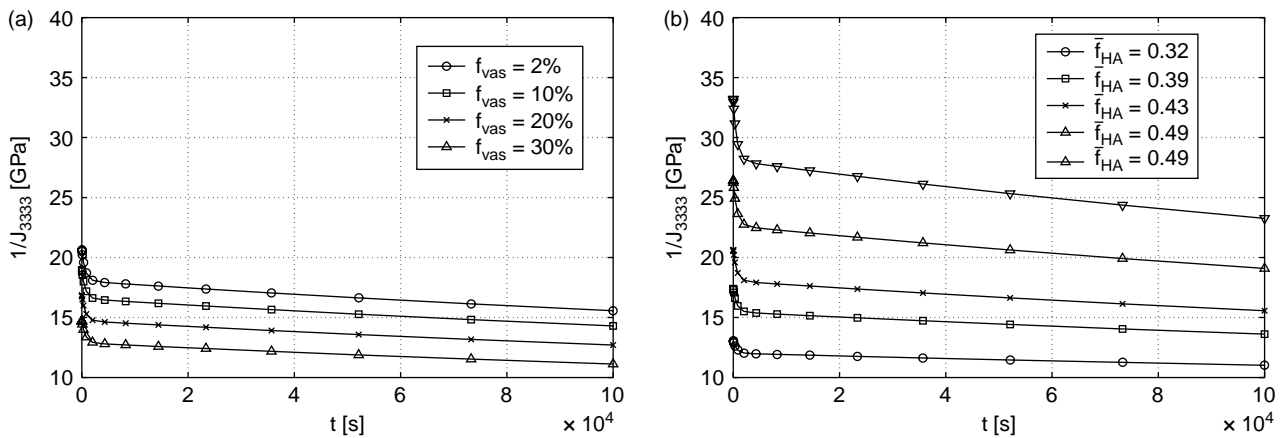 (a)
40
35
30
25
20
15
10
1/J3333 [GPa]
fvas = 2%
fvas = 10%
fvas = 20%
fvas = 30%
0 2 4 6 8 10
t [s]
× 10^4
(b)
40
35
30
25
20
15
10
1/J3333 [GPa]
f̄HA = 0.32
f̄HA = 0.39
f̄HA = 0.43
f̄HA = 0.49
f̄HA = 0.49
0 2 4 6 8 10
t [s]
× 10^4